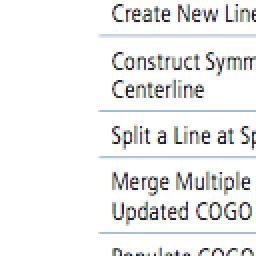 Create New Line
Construct Symm
Centerline
Split a Line at Sp
Merge Multiple
Updated COGO
Populate COGO